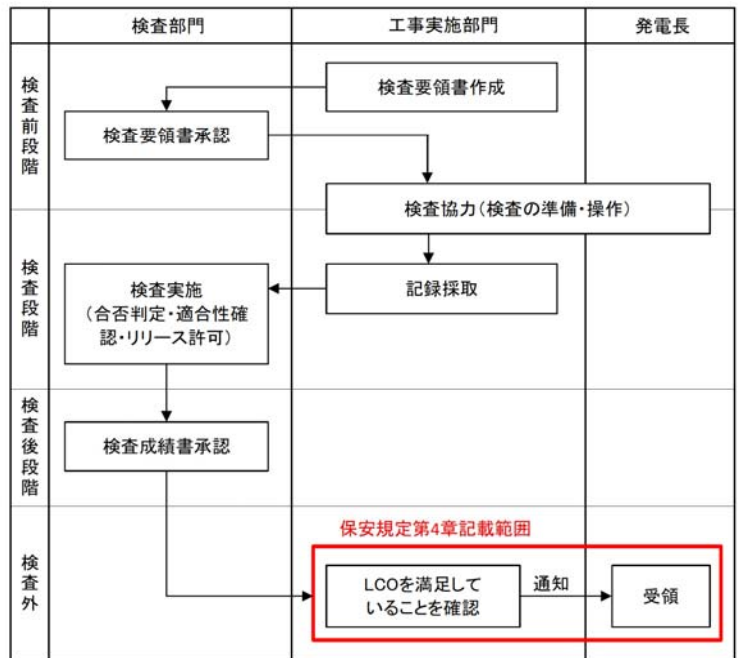 検査部門
工事実施部門
発電長
検査前段階
検査要領書作成
検査要領書承認
検査協力(検査の準備・操作)
検査段階
検査実施
(合否判定・適合性確
認・リリース許可)
記録採取
検査後段階
検査成績書承認
保安規定第4章記載範囲
検査外
LCOを満足して
いることを確認
通知
受領